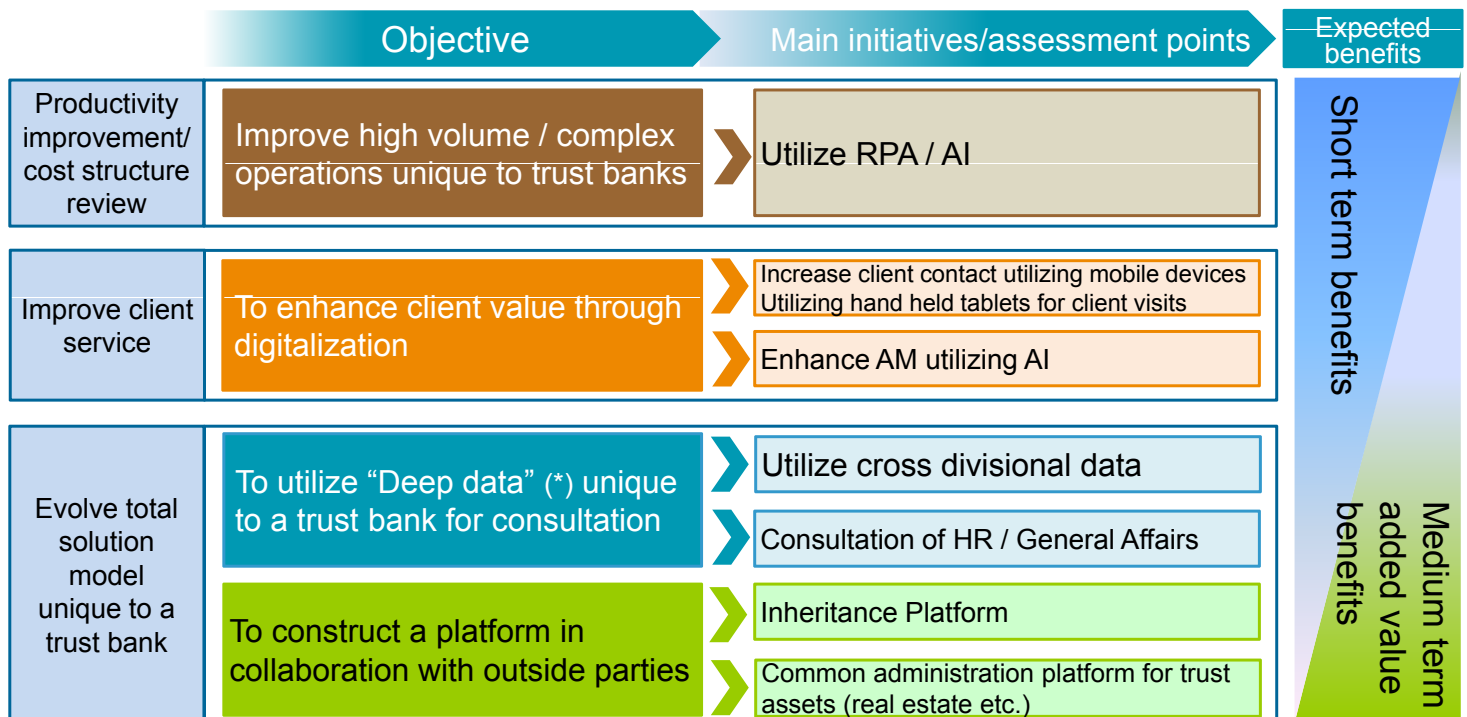 Objective
Main initiatives/assessment points
Expected
benefits
Productivity
improvement/
cost structure
review
Improve high volume / complex
operations unique to trust banks
Utilize RPA / AI
Improve client
service
To enhance client value through
digitalization
Increase client contact utilizing mobile devices
Utilizing hand held tablets for client visits
Enhance AM utilizing AI
Evolve total
solution
model
unique to a
trust bank
To utilize “Deep data” (*) unique
to a trust bank for consultation
Utilize cross divisional data
Consultation of HR / General Affairs
To construct a platform in
collaboration with outside parties
Inheritance Platform
Common administration platform for trust
assets (real estate etc.)
Short term benefits
Medium term
added value
benefits